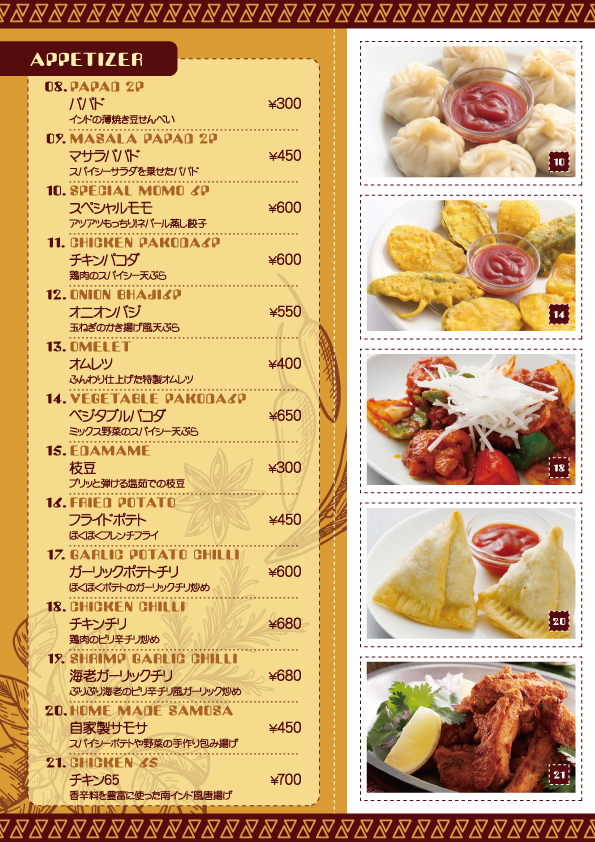 APPETIZER
08. PAPAD 2P
パパド ¥300
インドの薄焼き豆せんべい
09. MASALA PAPAD 2P
マサラパパド ¥450
スパイシーサラダを乗せたパパド
10. SPECIAL MOMO 6P
スペシャルモモ ¥600
アツアツもっちり!ネパール蒸し餃子
11. CHICKEN PAKODA6P
チキンパコダ ¥600
鶏肉のスパイシー天ぷら
12. ONION BHAJI6P
オニオンバジ ¥550
玉ねぎのかき揚げ風天ぷら
13. OMELET
オムレツ ¥400
ふんわり仕上げた特製オムレツ
14. VEGETABLE PAKODA6P
ベジタブルパコダ ¥650
ミックス野菜のスパイシー天ぷら
15. EDAMAME
枝豆 ¥300
プリッと弾ける塩茹での枝豆
16. FRIED POTATO
フライドポテト ¥450
ほくほくフレンチフライ
17. GARLIC POTATO CHILLI
ガーリックポテトチリ ¥600
ほくほくポテトのガーリックチリ炒め
18. CHICKEN CHILLI
チキンチリ ¥680
鶏肉のピリ辛チリ炒め
19. SHRIMP GARLIC CHILLI
海老ガーリックチリ ¥680
ぷりぷり海老のピリ辛チリ風ガーリック炒め
20. HOME MADE SAMOSA
自家製サモサ ¥450
スパイシーポテトや野菜の手作り包み揚げ
21. CHICKEN 65
チキン65 ¥700
香辛料を豊富に使った南インド風唐揚げ
10
14
18
20
21